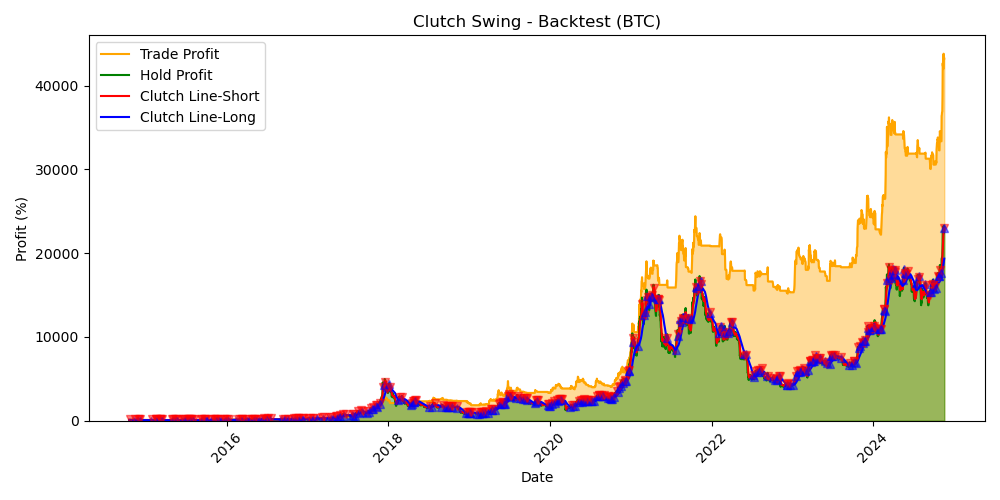 Clutch Swing - Backtest (BTC)
Trade Profit
Hold Profit
Clutch Line-Short
Clutch Line-Long
Profit (%)
40000
30000
20000
10000
0
2016
2018
2020
2022
2024
Date